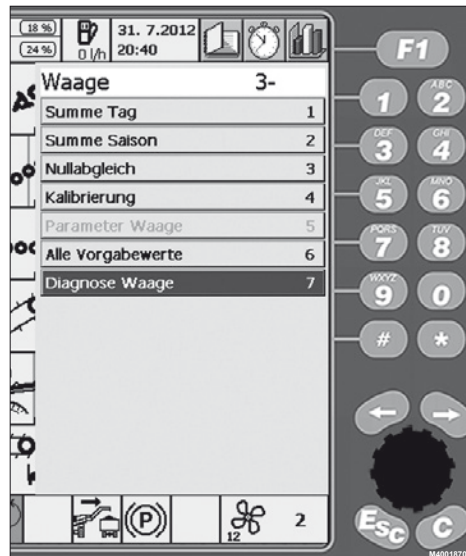 18 %
31. 7.2012
24 %
0 l/h
20:40
F1
Waage 3-
Summe Tag 1
Summe Saison 2
Nullabgleich 3
Kalibrierung 4
Parameter Waage 5
Alle Vorgabewerte 6
Diagnose Waage 7
1
ABC
2
DEF
3
GHI
4
JKL
5
MNO
6
PQRS
7
TUV
8
WXYZ
9
0
#
*
ESC
C
(P)
12
2
M4001870